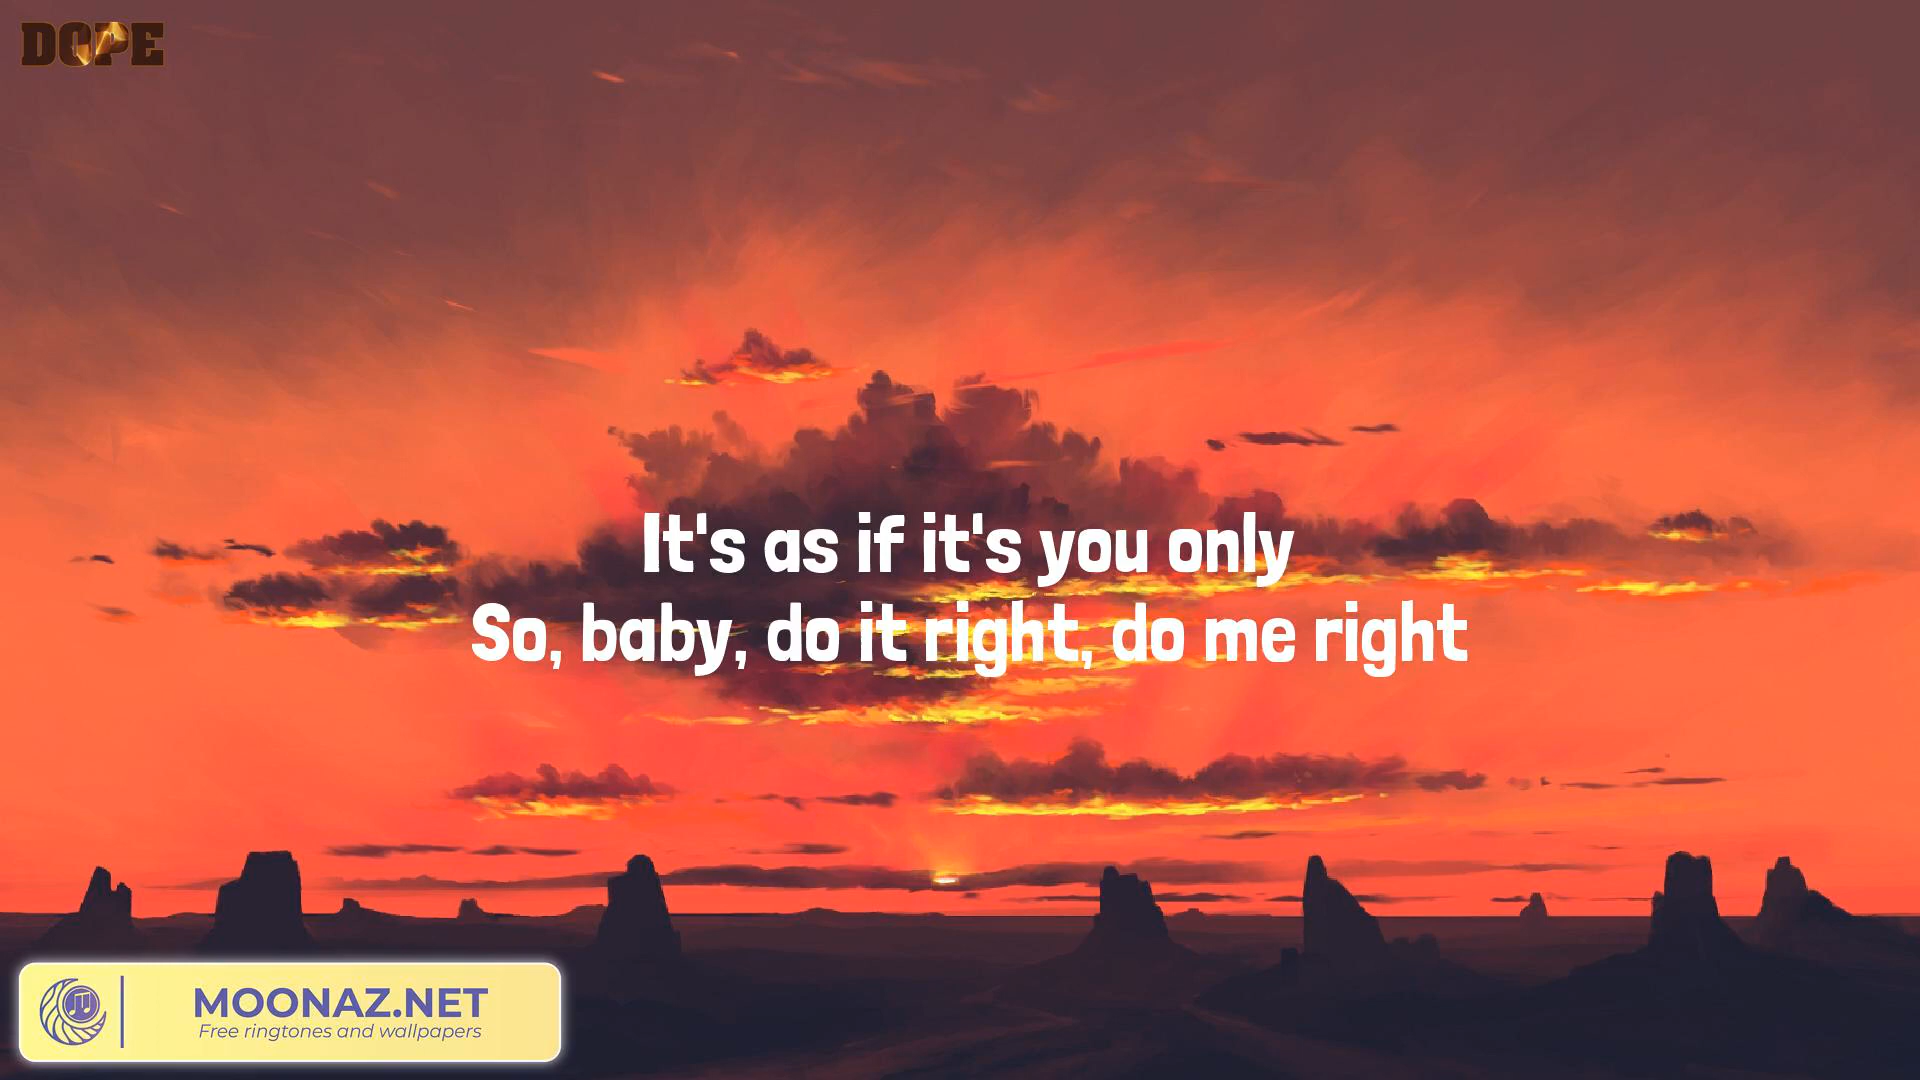 DOPE
It's as if it's you only
So, baby, do it right, do me right
MOONAZ.NET
Free ringtones and wallpapers